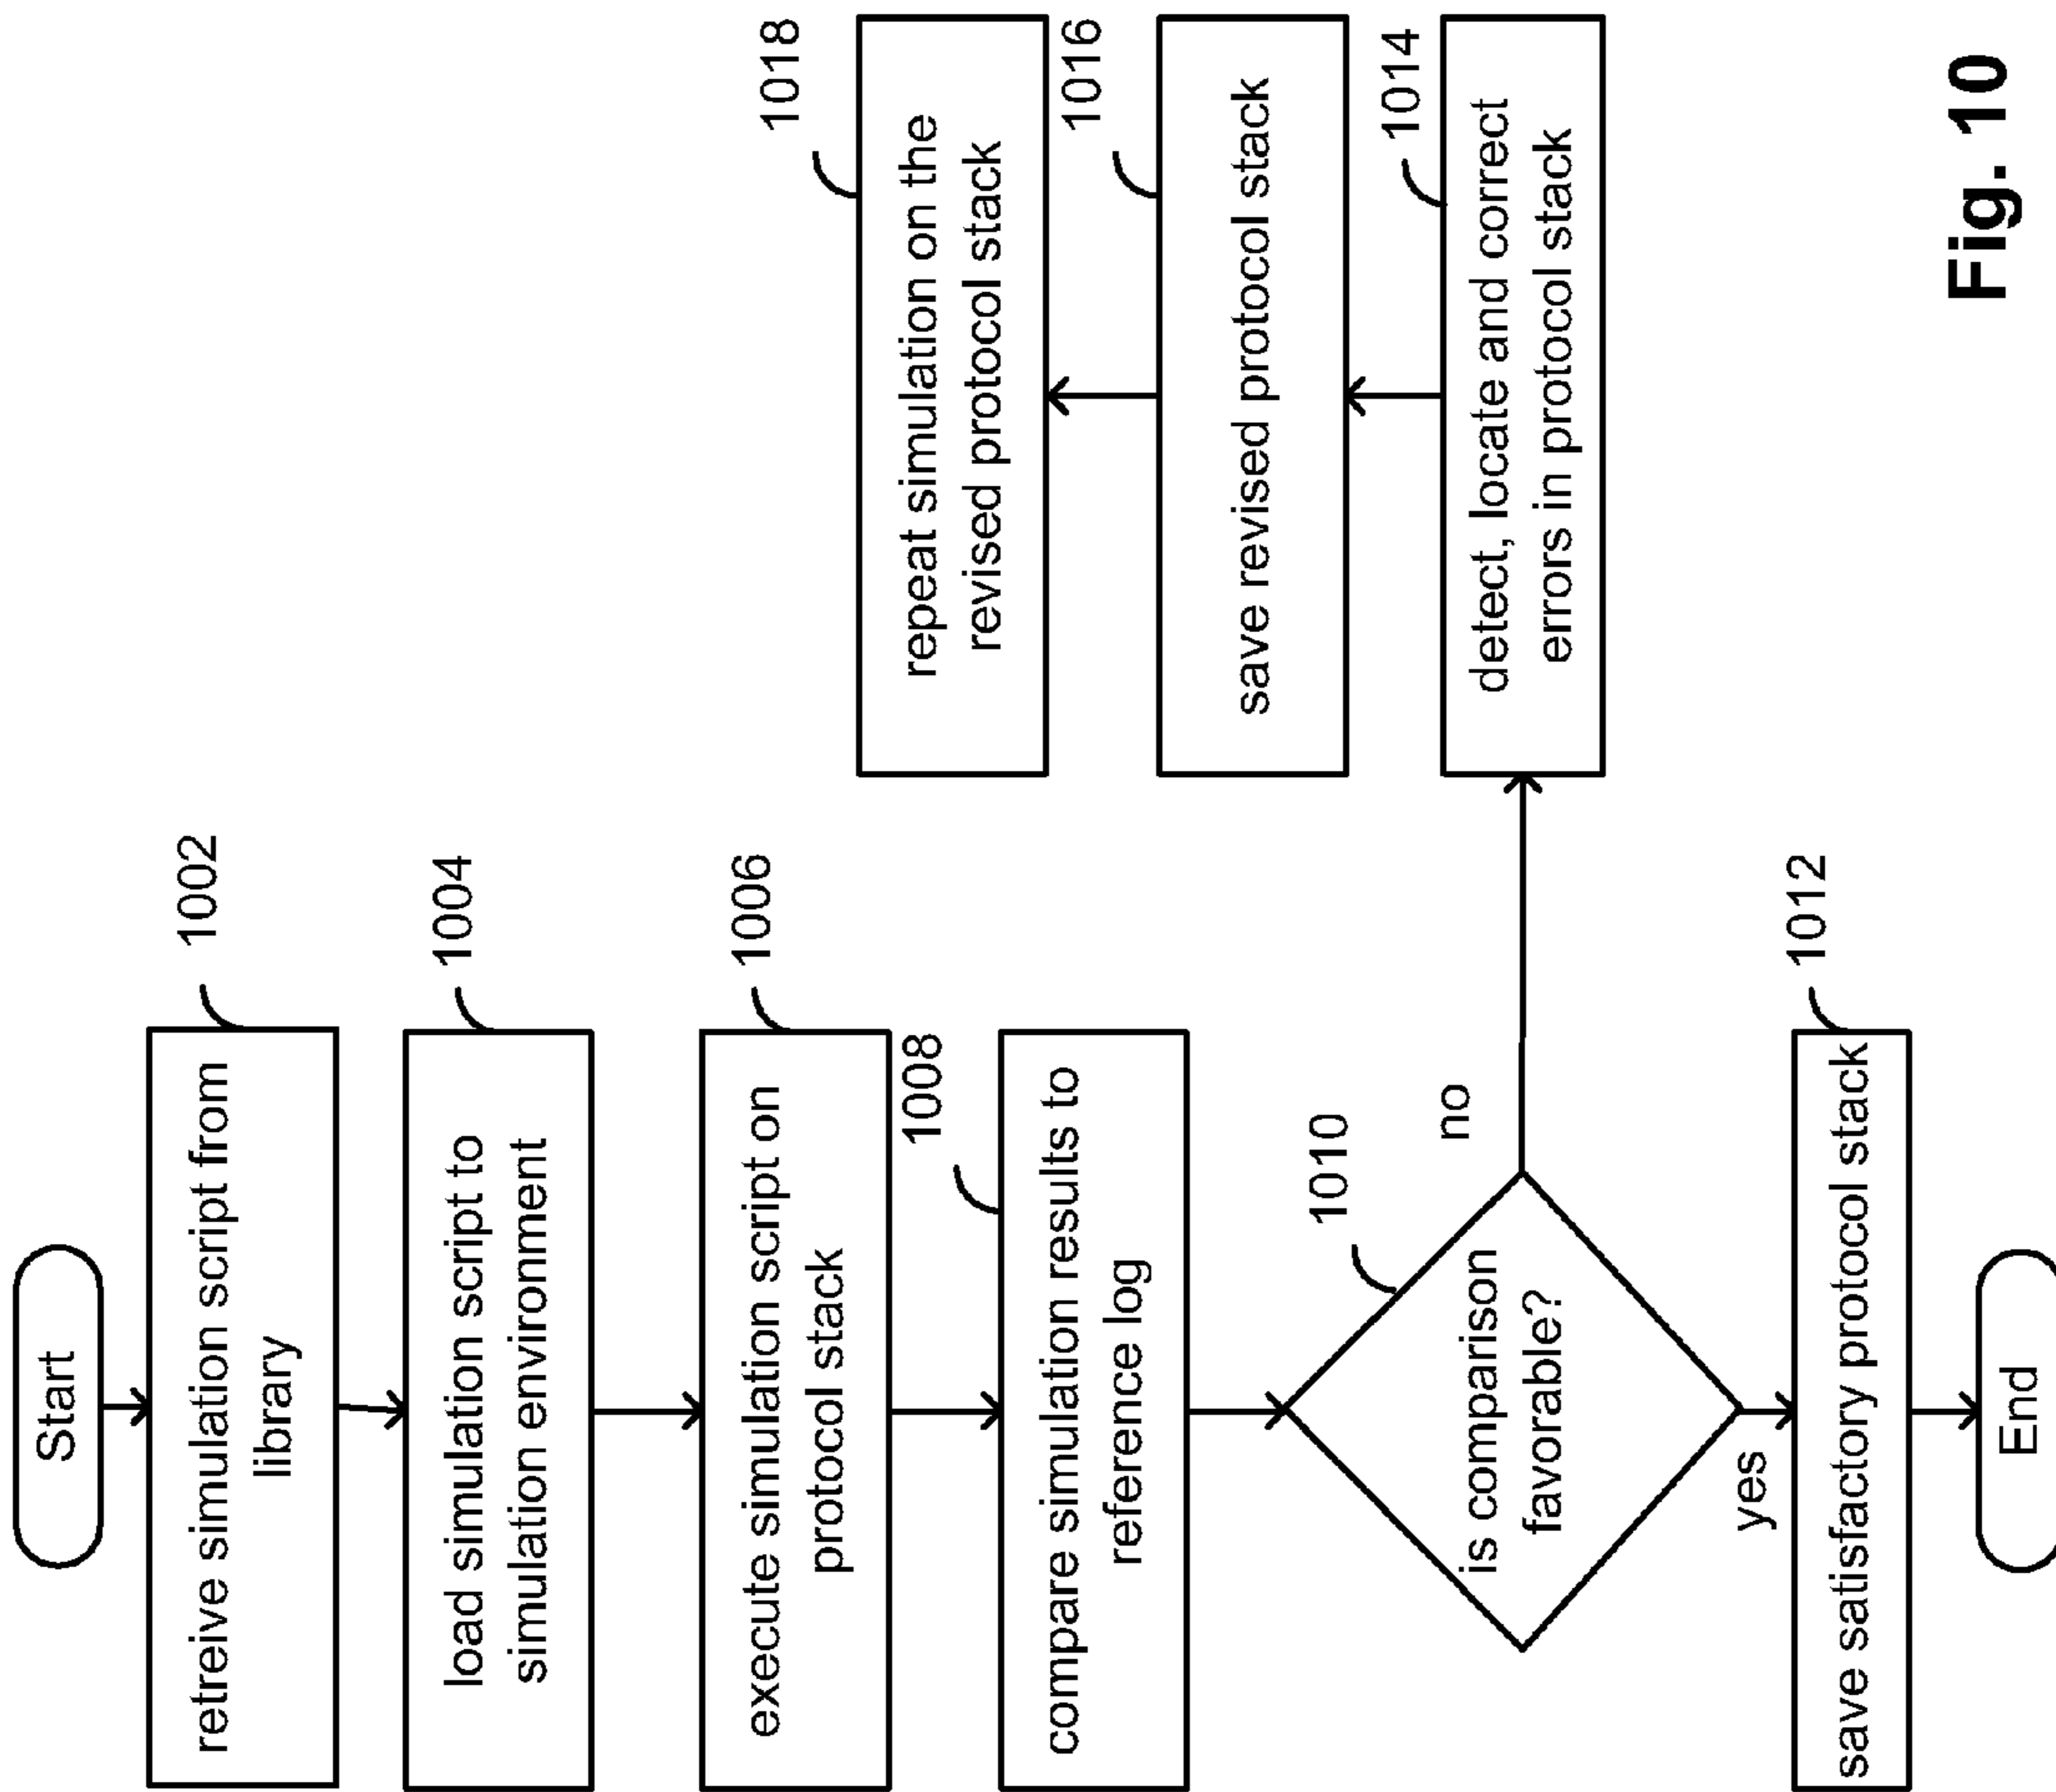 Start
1002
retreive simulation script from
library
1004
load simulation script to
simulation environment
1006
execute simulation script on
protocol stack
1008
compare simulation results to
reference log
1010
is comparison
favorable?
no
yes
1012
save satisfactory protocol stack
End
1014
detect, locate and correct
errors in protocol stack
1016
save revised protocol stack
1018
repeat simulation on the
revised protocol stack
Fig. 10